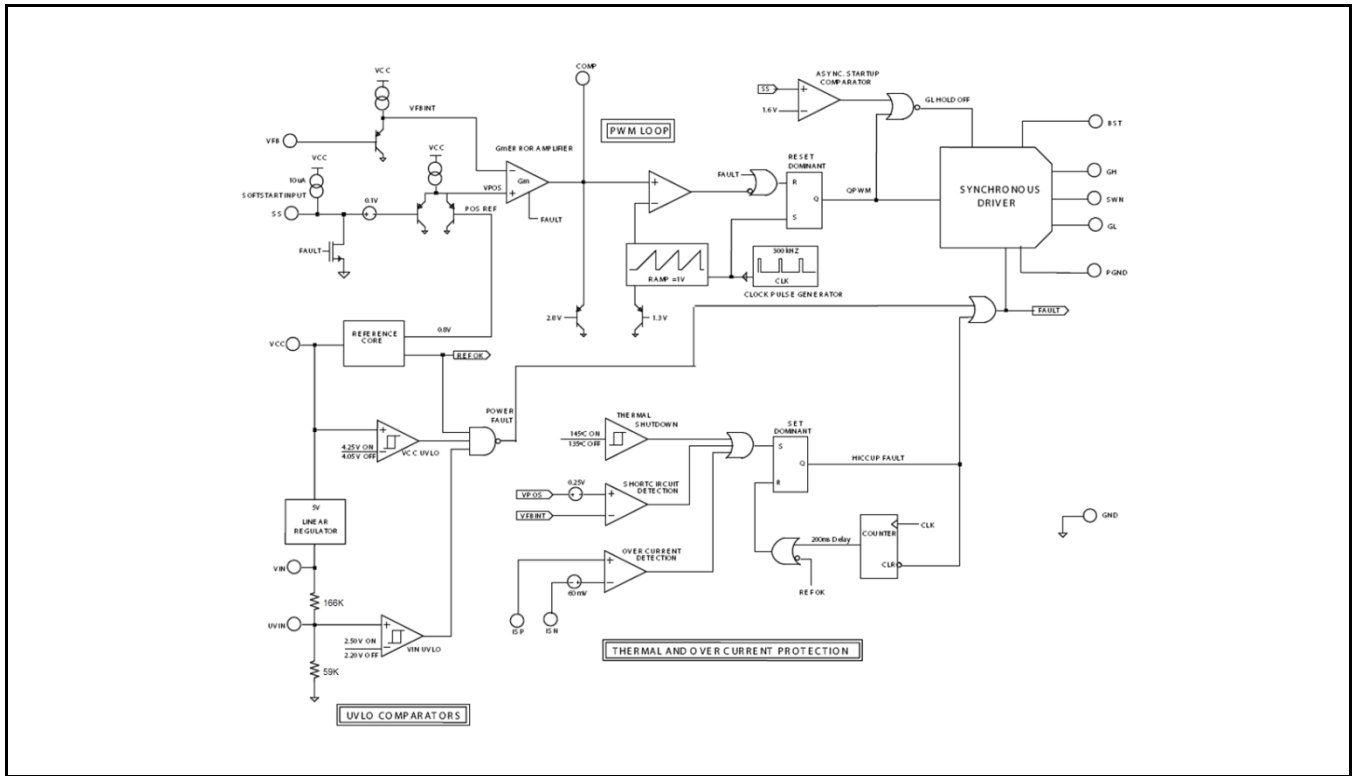 COMP
VCC
VFBINT
VFB
PWM LOOP
GmERROR AMPLIFIER
VCC
VCC
10uA
SOFTSTART INPUT
SS
0.1V
VPOS
POS REF
Gm
FAULT
FAULT
ASYNC. STARTUP
COMPARATOR
SS
1.6V
GL HOLD OFF
RESET
DOMINANT
FAULT
R
Q
S
QPWM
SYNCHRONOUS
DRIVER
BST
GH
SWN
GL
PGND
RAMP =1V
300 kHZ
CLK
CLOCK PULSE GENERATOR
2.8V
1.3V
FAULT
VCC
REFERENCE
CORE
0.8V
REFOK
POWER
FAULT
4.25V ON
4.05V OFF
VCC UVLO
5V
LINEAR
REGULATOR
VIN
166K
UVIN
2.50V ON
2.20V OFF
VIN UVLO
59K
UVLO COMPARATORS
THERMAL
SHUTDOWN
145ºC ON
135ºC OFF
SET
DOMINANT
S
Q
R
HICCUP FAULT
0.25V
VPOS
VFBINT
SHORTCIRCUIT
DETECTION
OVER CURRENT
DETECTION
60mV
ISP
ISN
200ms Delay
COUNTER
CLK
CLR
REFOK
GND
THERMAL AND OVER CURRENT PROTECTION